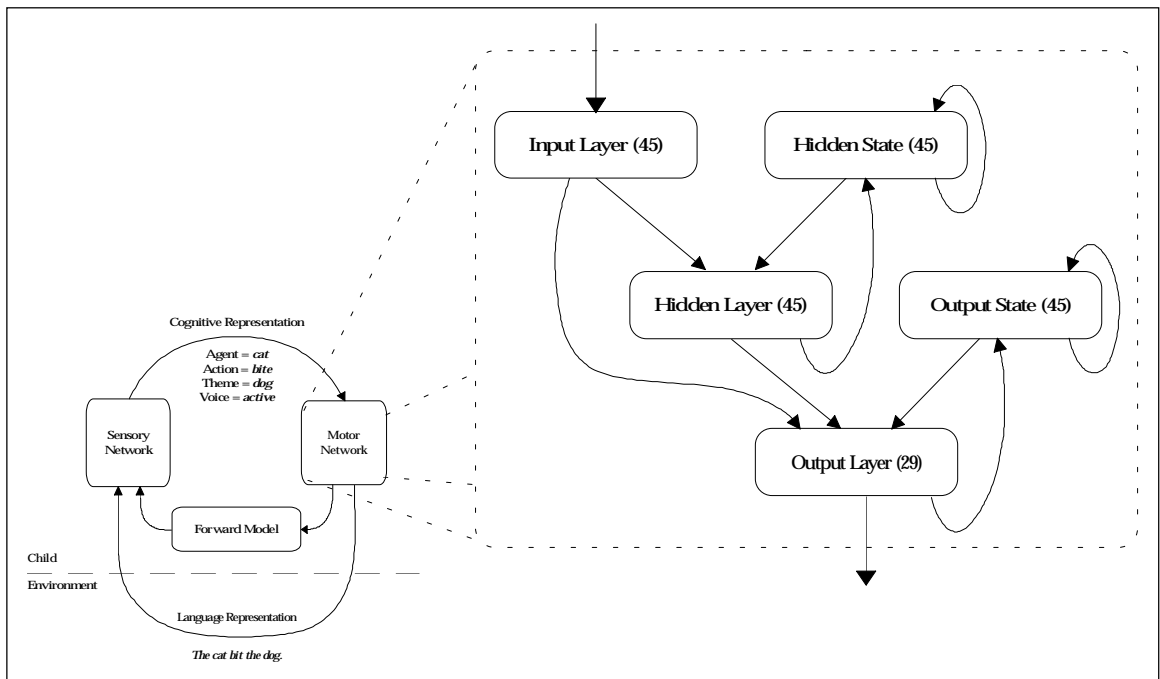 Input Layer (45)
Hidden State (45)
Hidden Layer (45)
Output State (45)
Output Layer (29)
Cognitive Representation
Agent = cat
Action = bite
Theme = dog
Voice = active
Sensory
Network
Motor
Network
Forward Model
Child
Environment
Language Representation
The cat bit the dog.